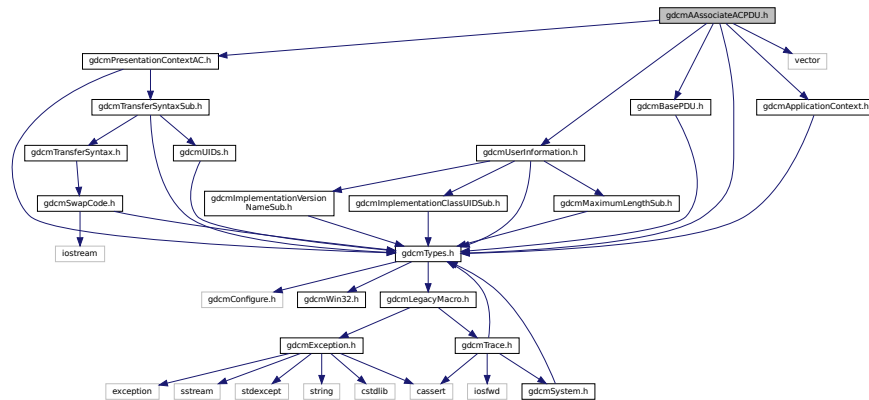 gdcmAAssociateACPDU.h
gdcmPresentationContextAC.h
vector
gdcmTransferSyntaxSub.h
gdcmBasePDU.h
gdcmApplicationContext.h
gdcmTransferSyntax.h
gdcmUIDs.h
gdcmUserInformation.h
gdcmSwapCode.h
gdcmImplementationVersion
NameSub.h
gdcmImplementationClassUIDSub.h
gdcmMaximumLengthSub.h
iostream
gdcmTypes.h
gdcmConfigure.h
gdcmWin32.h
gdcmLegacyMacro.h
gdcmException.h
gdcmTrace.h
exception
sstream
stdexcept
string
cstdlib
cassert
iosfwd
gdcmSystem.h